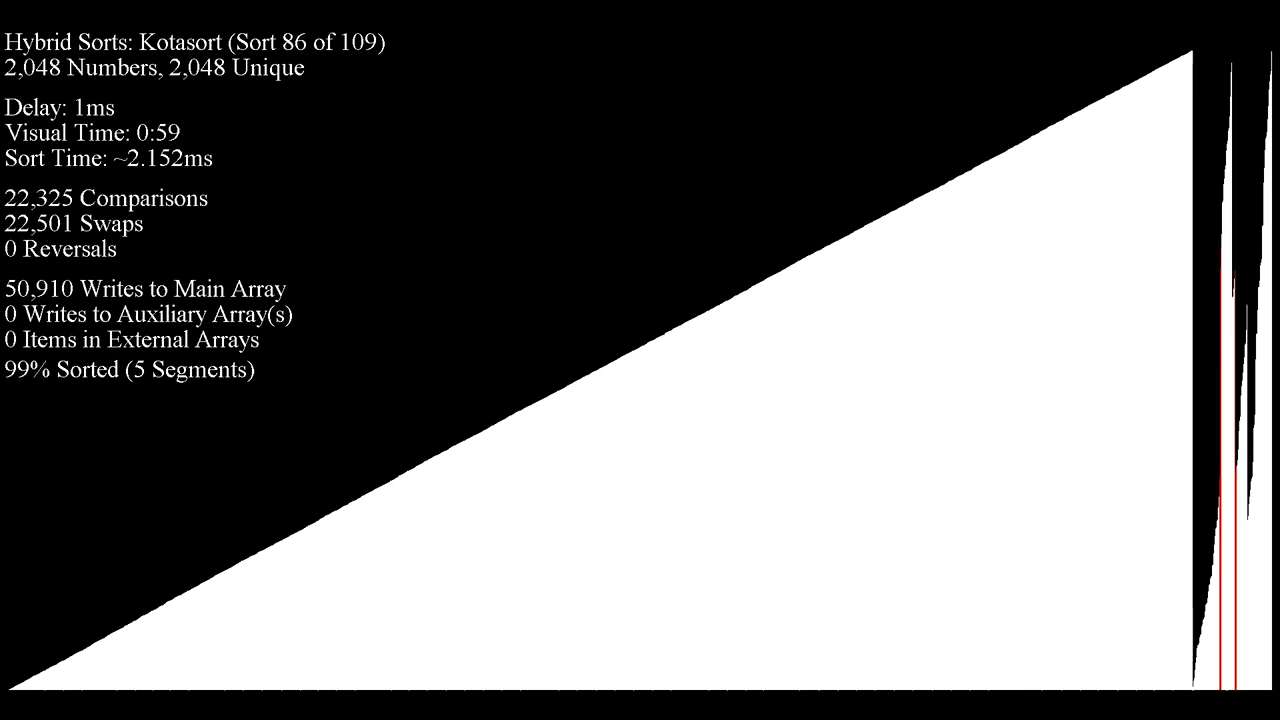 Hybrid Sorts: Kotasort (Sort 86 of 109)
2,048 Numbers, 2,048 Unique
Delay: 1ms
Visual Time: 0:59
Sort Time: ~2.152ms
22,325 Comparisons
22,501 Swaps
0 Reversals
50,910 Writes to Main Array
0 Writes to Auxiliary Array(s)
0 Items in External Arrays
99% Sorted (5 Segments)